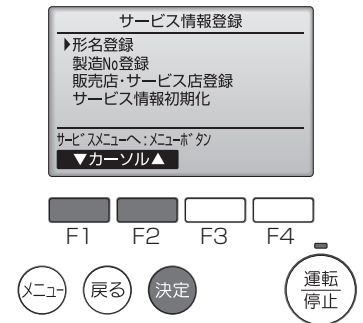 サービス情報登録
▶形名登録
製造No登録
販売店･サービス店登録
サービス情報初期化
ｻｰﾋﾞｽﾒﾆｭｰへ:ﾒﾆｭｰﾎﾞﾀﾝ
▼カーソル▲
F1 F2 F3 F4
メニュー 戻る 決定 運転
停止